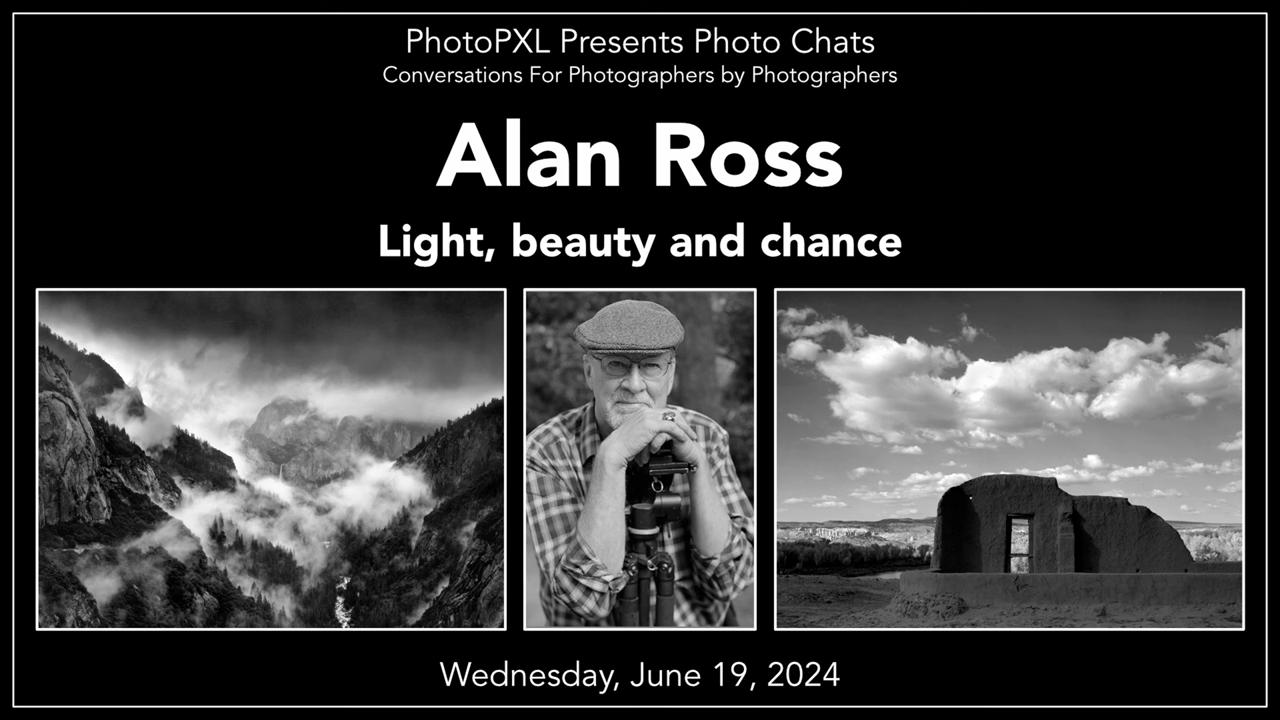 PhotoPXL Presents Photo Chats
Conversations For Photographers by Photographers
Alan Ross
Light, beauty and chance
Wednesday, June 19, 2024